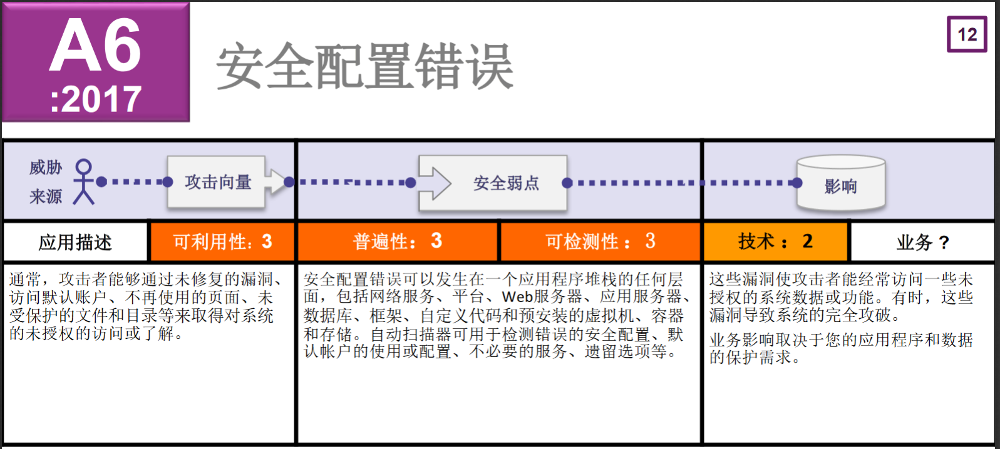 A6
:2017
安全配置错误
12
威胁
来源
攻击向量
安全弱点
影响
应用描述
可利用性：3
普遍性： 3
可检测性 ：3
技术 ： 2
业务 ?
通常，攻击者能够通过未修复的漏洞、
访问默认账户、不再使用的页面、未
受保护的文件和目录等来取得对系统
的未授权的访问或了解。
安全配置错误可以发生在一个应用程序堆栈的任何层
面，包括网络服务、平台、Web服务器、应用服务器、
数据库、框架、自定义代码和预安装的虚拟机、容器
和存储。自动扫描器可用于检测错误的安全配置、默
认帐户的使用或配置、不必要的服务、遗留选项等。
这些漏洞使攻击者能经常访问一些未
授权的系统数据或功能。有时，这些
漏洞导致系统的完全攻破。
业务影响取决于您的应用程序和数据
的保护需求。